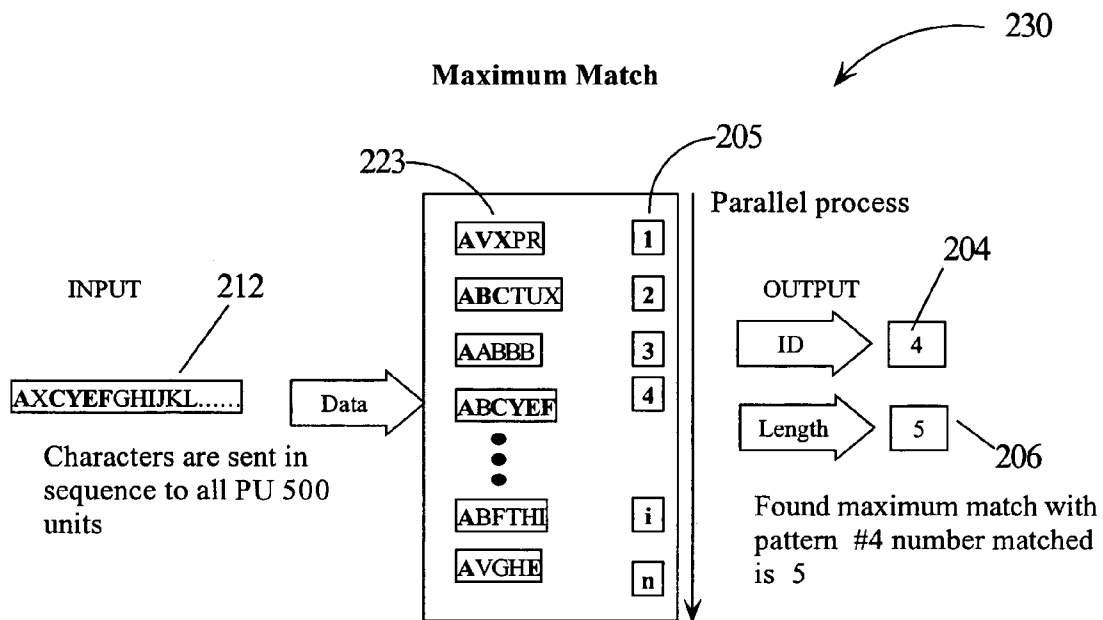 230
Maximum Match
205
223
Parallel process
AVXPR
1
204
INPUT
212
ABCTUX
2
OUTPUT
AABBB
3
ID
4
AXCYEFGHIJKL......
Data
ABCYEF
4
Length
5
206
Characters are sent in
sequence to all PU 500
units
ABFTHI
i
Found maximum match with
pattern #4 number matched
is 5
AVGHE
n